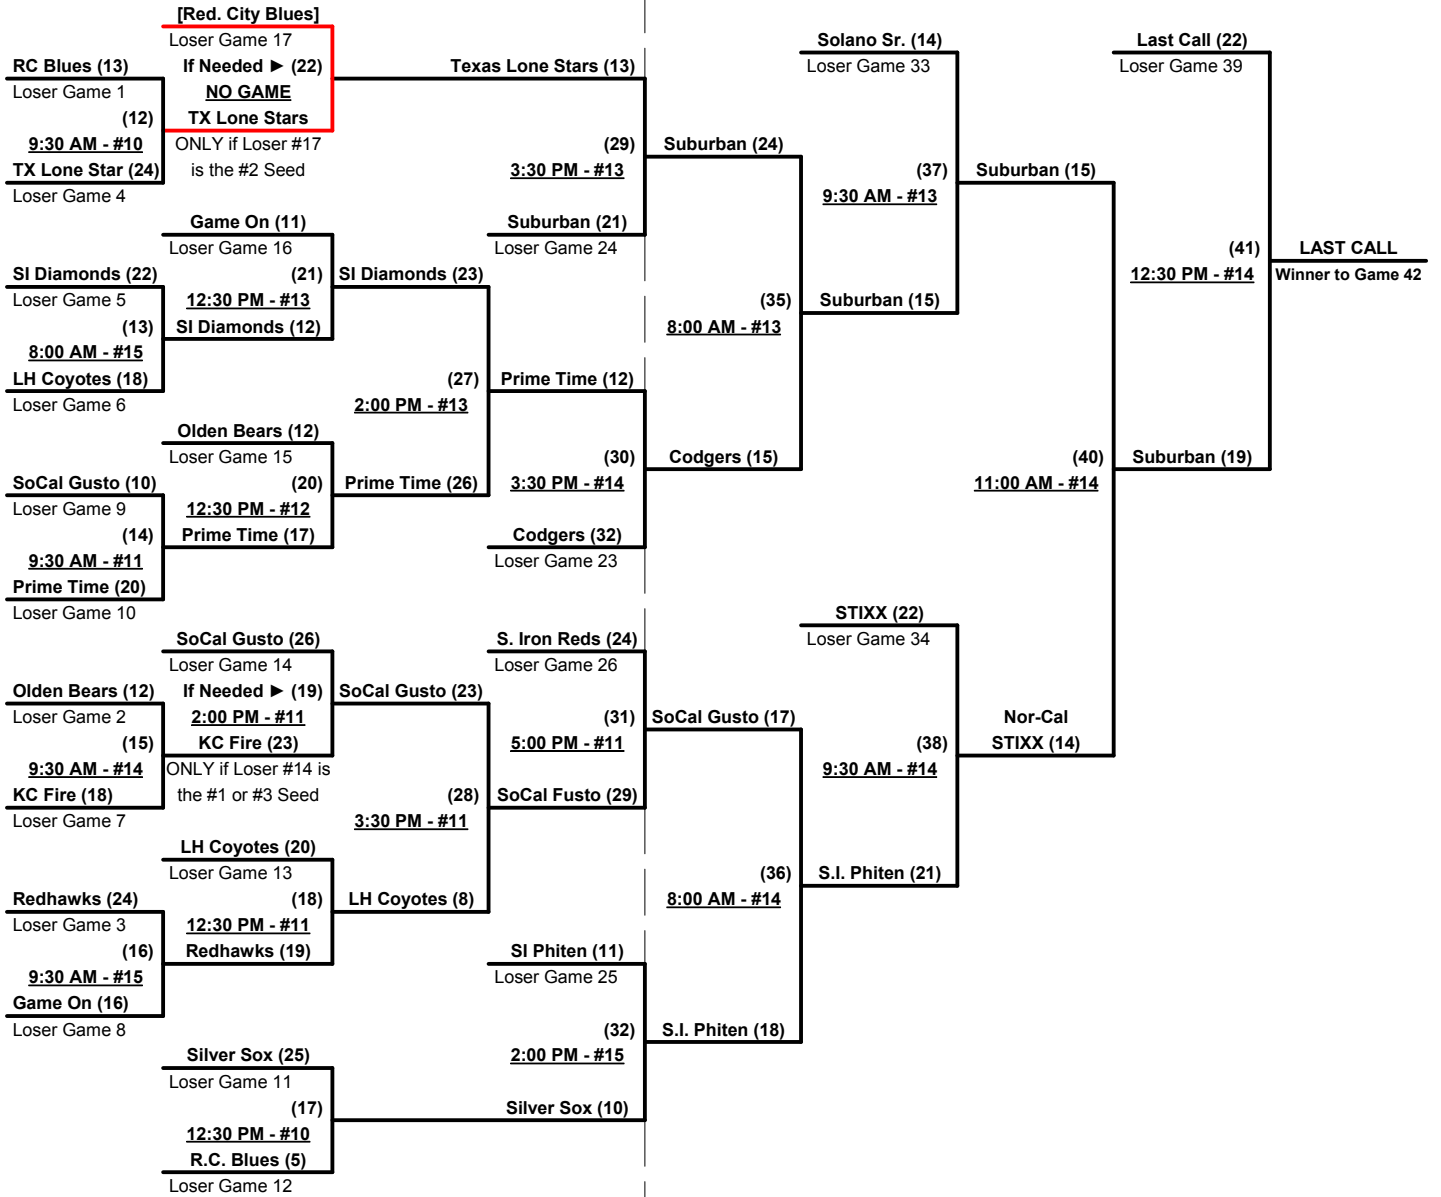 [Red. City Blues]
Loser Game 17
RC Blues (13)
Loser Game 1
If Needed ► (22)
NO GAME
(12)
9:30 AM - #10
TX Lone Stars
ONLY if Loser #17
is the #2 Seed
TX Lone Star (24)
Loser Game 4
Texas Lone Stars (13)
(29)
3:30 PM - #13
Suburban (21)
Loser Game 24
Solano Sr. (14)
Loser Game 33
Last Call (22)
Loser Game 39
Suburban (24)
(37)
9:30 AM - #13
Suburban (15)
Game On (11)
Loser Game 16
SI Diamonds (22)
Loser Game 5
(21)
12:30 PM - #13
SI Diamonds (23)
(13)
8:00 AM - #15
SI Diamonds (12)
LH Coyotes (18)
Loser Game 6
(41)
12:30 PM - #14
LAST CALL
Winner to Game 42
(35)
8:00 AM - #13
Suburban (15)
(27)
2:00 PM - #13
Prime Time (12)
Olden Bears (12)
Loser Game 15
SoCal Gusto (10)
Loser Game 9
(20)
12:30 PM - #12
Prime Time (26)
(14)
9:30 AM - #11
Prime Time (17)
Prime Time (20)
Loser Game 10
(30)
3:30 PM - #14
Codgers (15)
Codgers (32)
Loser Game 23
(40)
11:00 AM - #14
Suburban (19)
SoCal Gusto (26)
Loser Game 14
Olden Bears (12)
Loser Game 2
If Needed ► (19)
2:00 PM - #11
SoCal Gusto (23)
(15)
9:30 AM - #14
KC Fire (23)
ONLY if Loser #14 is
the #1 or #3 Seed
KC Fire (18)
Loser Game 7
S. Iron Reds (24)
Loser Game 26
(31)
5:00 PM - #11
SoCal Gusto (17)
(28)
3:30 PM - #11
SoCal Fusto (29)
STIXX (22)
Loser Game 34
(38)
9:30 AM - #14
Nor-Cal
STIXX (14)
LH Coyotes (20)
Loser Game 13
Redhawks (24)
Loser Game 3
(18)
12:30 PM - #11
LH Coyotes (8)
(16)
9:30 AM - #15
Redhawks (19)
Game On (16)
Loser Game 8
(36)
8:00 AM - #14
S.I. Phiten (21)
SI Phiten (11)
Loser Game 25
(32)
2:00 PM - #15
S.I. Phiten (18)
Silver Sox (25)
Loser Game 11
(17)
12:30 PM - #10
Silver Sox (10)
R.C. Blues (5)
Loser Game 12